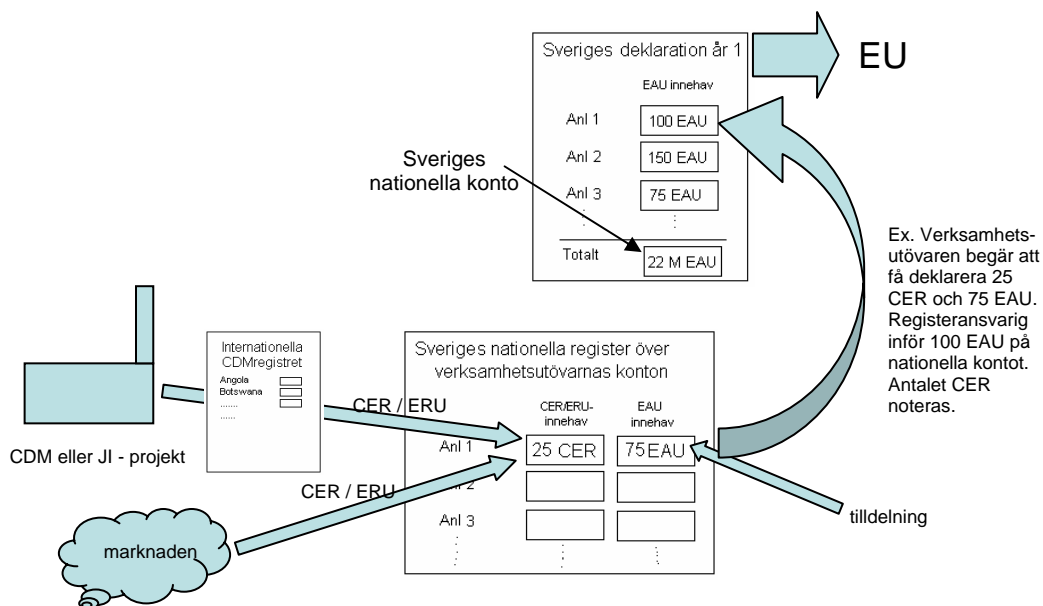 Sveriges deklaration år 1
EU
EAU innehav
Anl 1
100 EAU
Anl 2
150 EAU
Anl 3
75 EAU
Totalt
22 M EAU
Sveriges
nationella konto
Ex. Verksamhets-
utövaren begär att
få deklarera 25
CER och 75 EAU.
Registeransvarig
inför 100 EAU på
nationella kontot.
Antalet CER
noteras.
CDM eller JI - projekt
Internationella
CDMregistret
Angola
Botswana
.......
......
CER / ERU
CER / ERU
marknaden
Sveriges nationella register över
verksamhetsutövarnas konton
CER/ERU-
innehav
EAU
innehav
Anl 1
25 CER
75 EAU
Anl 2
Anl 3
tilldelning